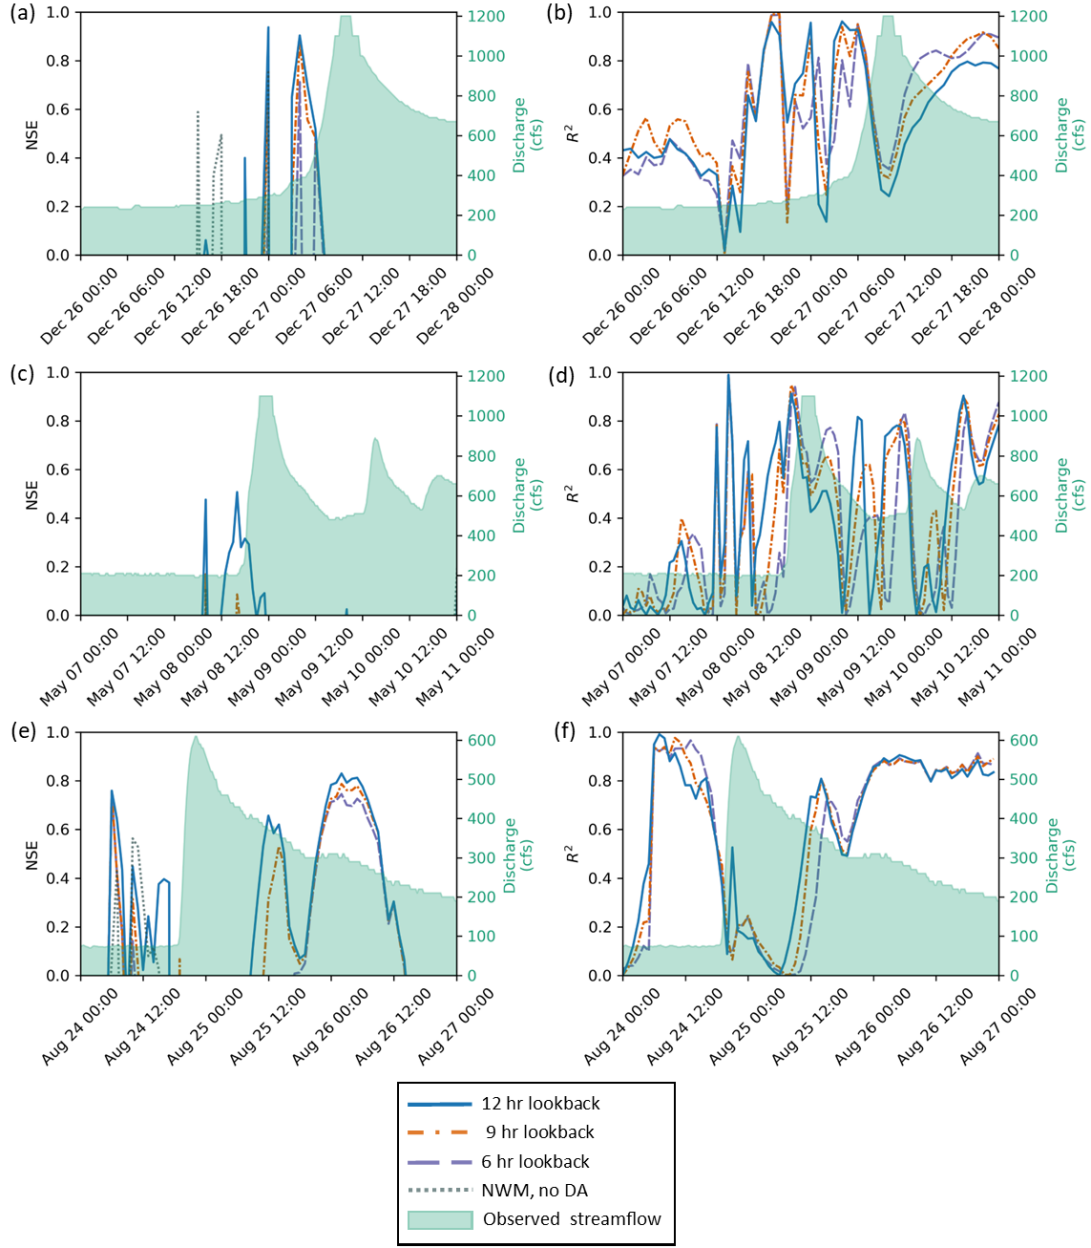 (a)
1.0
0.8
0.6
0.4
0.2
0.0
NSE
1200
1000
800
600
400
200
0
Discharge
(cfs)
Dec 26 00:00
Dec 26 06:00
Dec 26 12:00
Dec 26 18:00
Dec 27 00:00
Dec 27 06:00
Dec 27 12:00
Dec 27 18:00
Dec 28 00:00
(b)
1.0
0.8
0.6
0.4
0.2
0.0
R²
1200
1000
800
600
400
200
0
Discharge
(cfs)
Dec 26 00:00
Dec 26 06:00
Dec 26 12:00
Dec 26 18:00
Dec 27 00:00
Dec 27 06:00
Dec 27 12:00
Dec 27 18:00
Dec 28 00:00
(c)
1.0
0.8
0.6
0.4
0.2
0.0
NSE
1200
1000
800
600
400
200
0
Discharge
(cfs)
May 07 00:00
May 07 12:00
May 08 00:00
May 08 12:00
May 09 00:00
May 09 12:00
May 10 00:00
May 10 12:00
May 11 00:00
(d)
1.0
0.8
0.6
0.4
0.2
0.0
R²
1200
1000
800
600
400
200
0
Discharge
(cfs)
May 07 00:00
May 07 12:00
May 08 00:00
May 08 12:00
May 09 00:00
May 09 12:00
May 10 00:00
May 10 12:00
May 11 00:00
(e)
1.0
0.8
0.6
0.4
0.2
0.0
NSE
600
500
400
300
200
100
0
Discharge
(cfs)
Aug 24 00:00
Aug 24 12:00
Aug 25 00:00
Aug 25 12:00
Aug 26 00:00
Aug 26 12:00
Aug 27 00:00
(f)
1.0
0.8
0.6
0.4
0.2
0.0
R²
600
500
400
300
200
100
0
Discharge
(cfs)
Aug 24 00:00
Aug 24 12:00
Aug 25 00:00
Aug 25 12:00
Aug 26 00:00
Aug 26 12:00
Aug 27 00:00
12 hr lookback
9 hr lookback
6 hr lookback
NWM, no DA
Observed streamflow